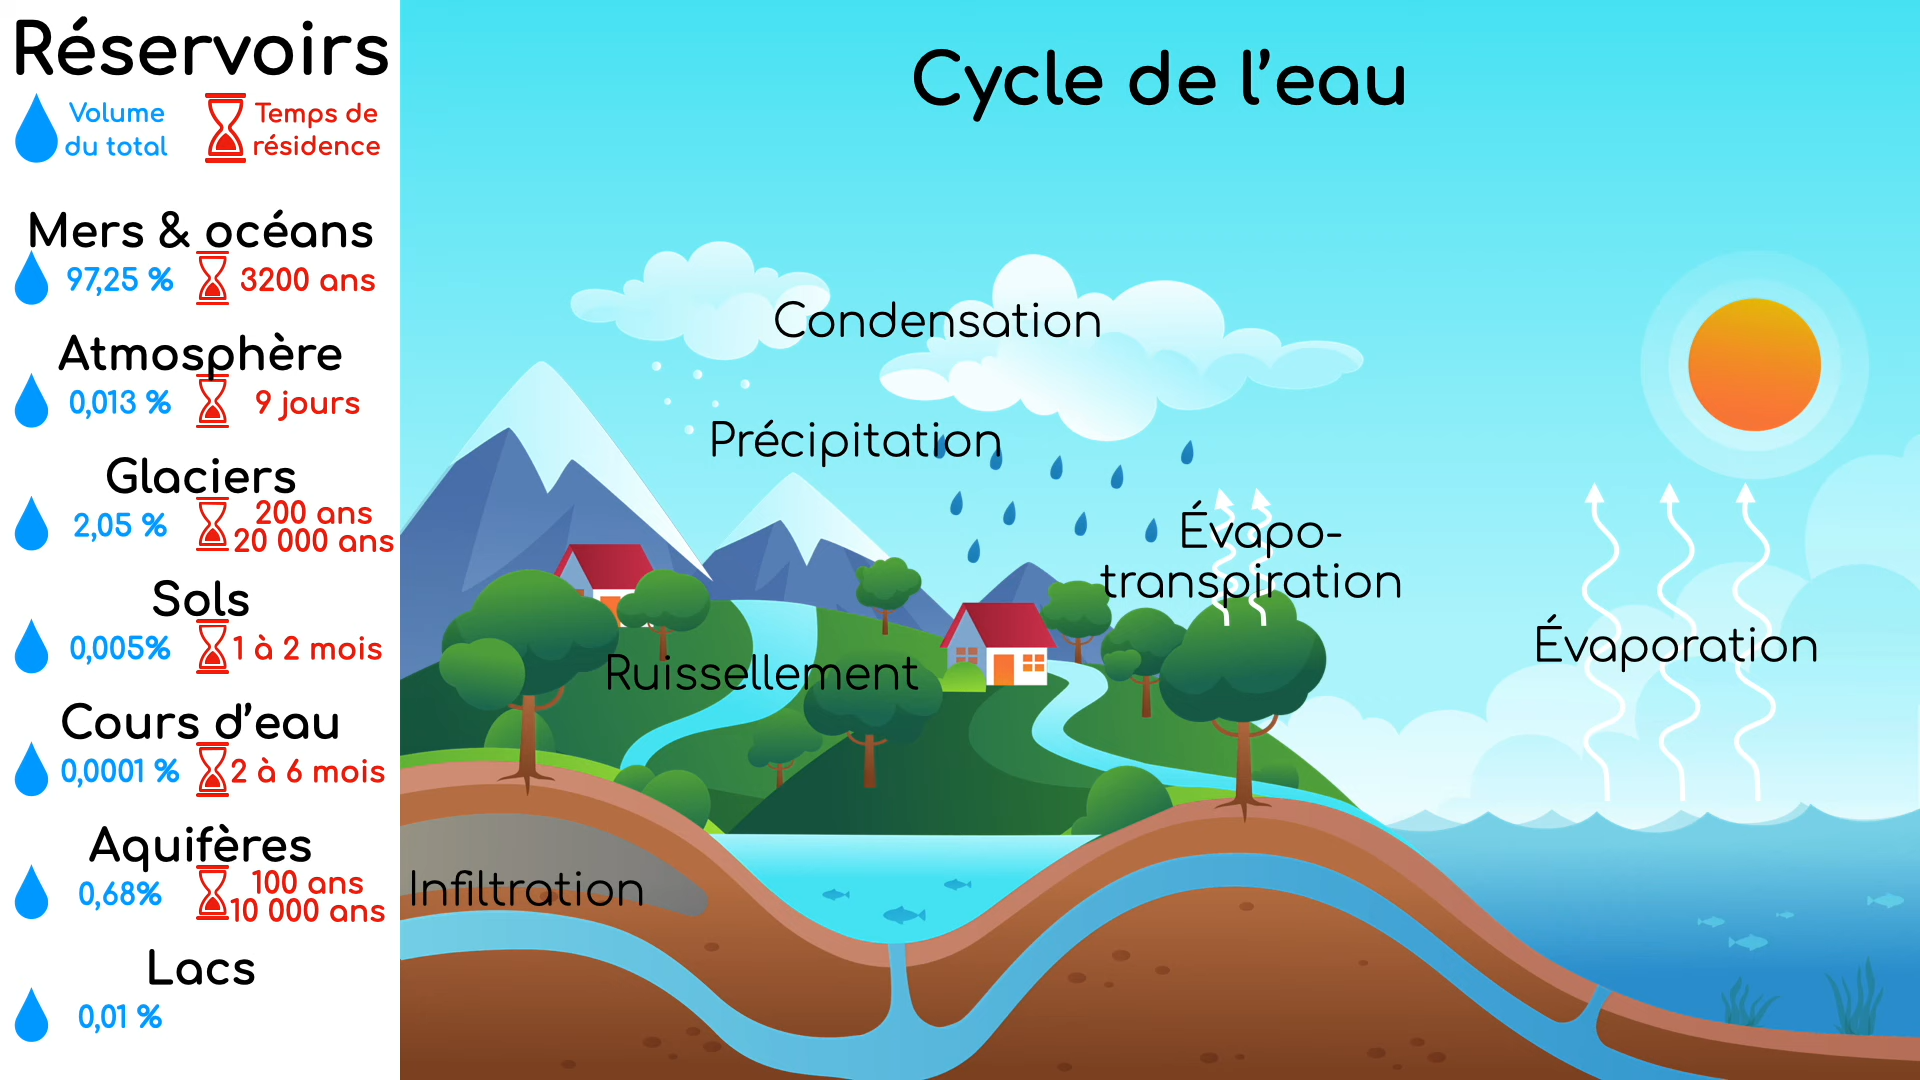 Réservoirs
Volume
du total
Temps de
résidence
Mers & océans
97,25 %
3200 ans
Atmosphère
0,013 %
9 jours
Glaciers
2,05 %
200 ans
20 000 ans
Sols
0,005%
1 à 2 mois
Cours d’eau
0,0001 %
2 à 6 mois
Aquifères
0,68%
100 ans
10 000 ans
Lacs
0,01 %
Cycle de l’eau
Condensation
Précipitation
Évapo-
transpiration
Évaporation
Ruissellement
Infiltration